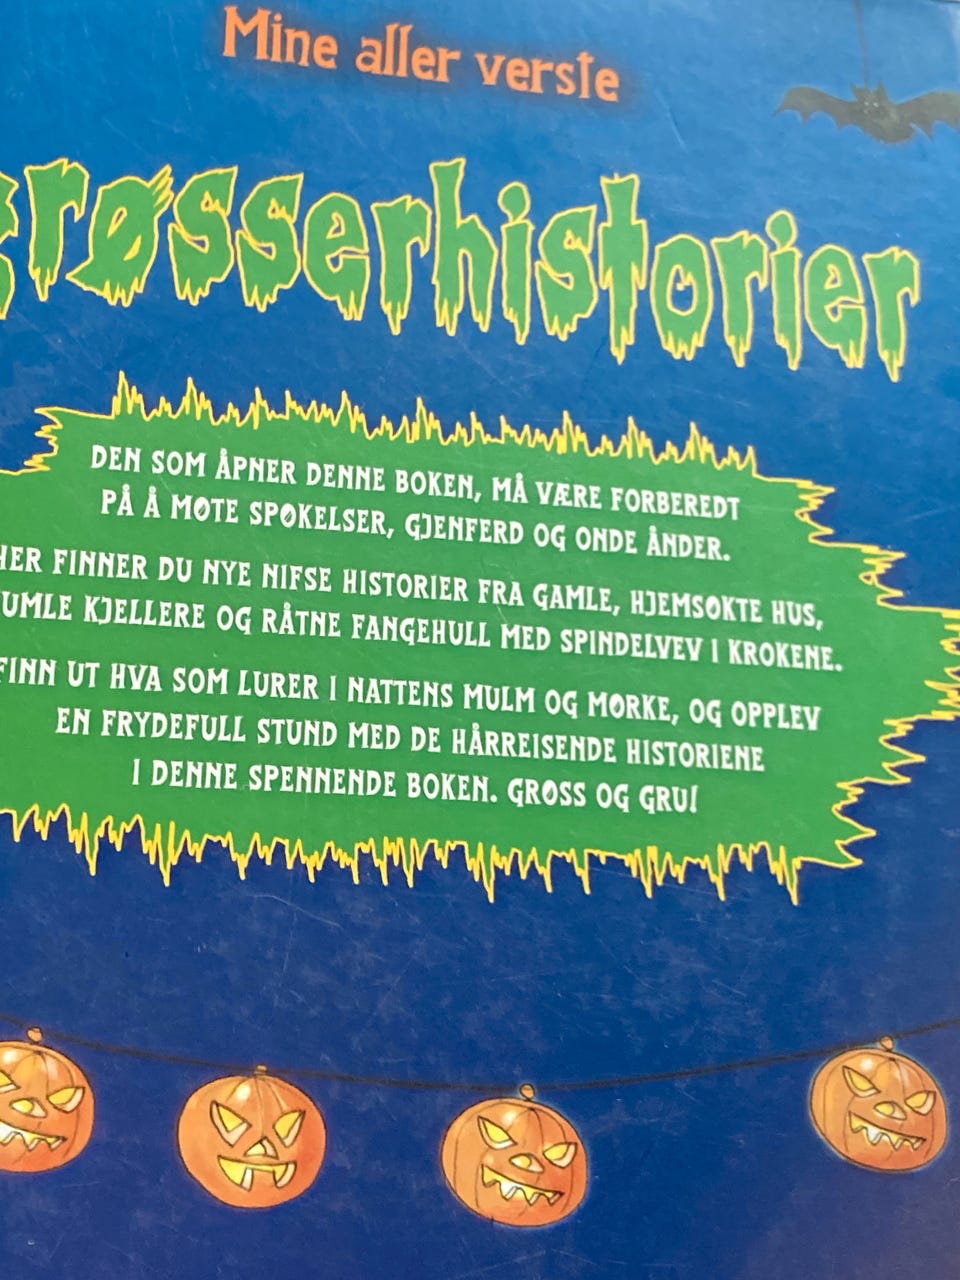 Mine aller verste
grøsserhistorier
DEN SOM ÅPNER DENNE BOKEN, MÅ VÆRE FORBEREDT
PÅ Å MØTE SPØKELSER, GJENFERD OG ONDE ÅNDER.
HER FINNER DU NYE NIFSE HISTORIER FRA GAMLE, HJEMSØKTE HUS,
UMLE KJELLERE OG RÅTNE FANGEHULL MED SPINDELVEV I KROKENE.
FINN UT HVA SOM LURER I NATTENS MULM OG MØRKE, OG OPPLEV
EN FRYDEFULL STUND MED DE HÅRREISENDE HISTORIENE
I DENNE SPENNENDE BOKEN. GRØSS OG GRU!